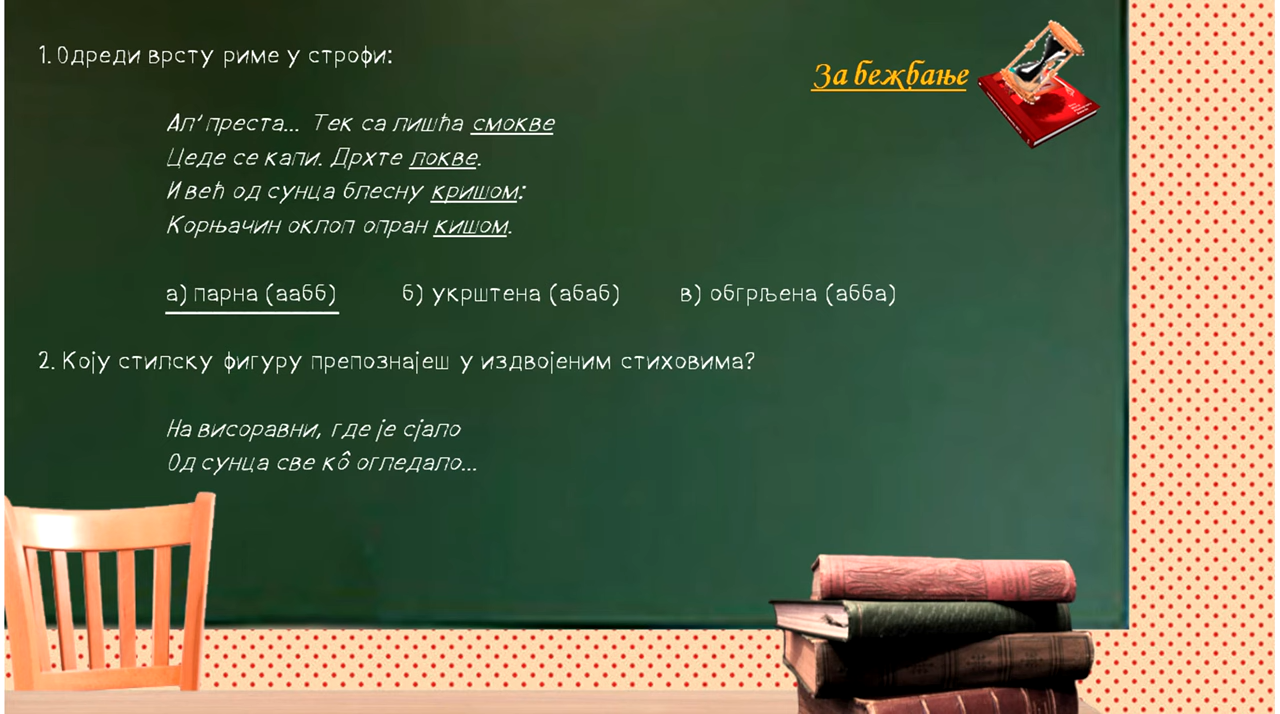 За бежбање
1. Одреди врсту риме у строфи:
Ал' преста... Тек са лишћа смокве
Цеде се капи. Дрхте локве.
И већ од сунца блесну кришом:
Корњачин оклоп опран кишом.
а) парна (аабб) б) укрштена (абаб) в) обгрљена (абба)
2. Коју стилску фигуру препознајеш у издвојеним стиховима?
На висоравни, где је сјало
Од сунца све кô огледало...